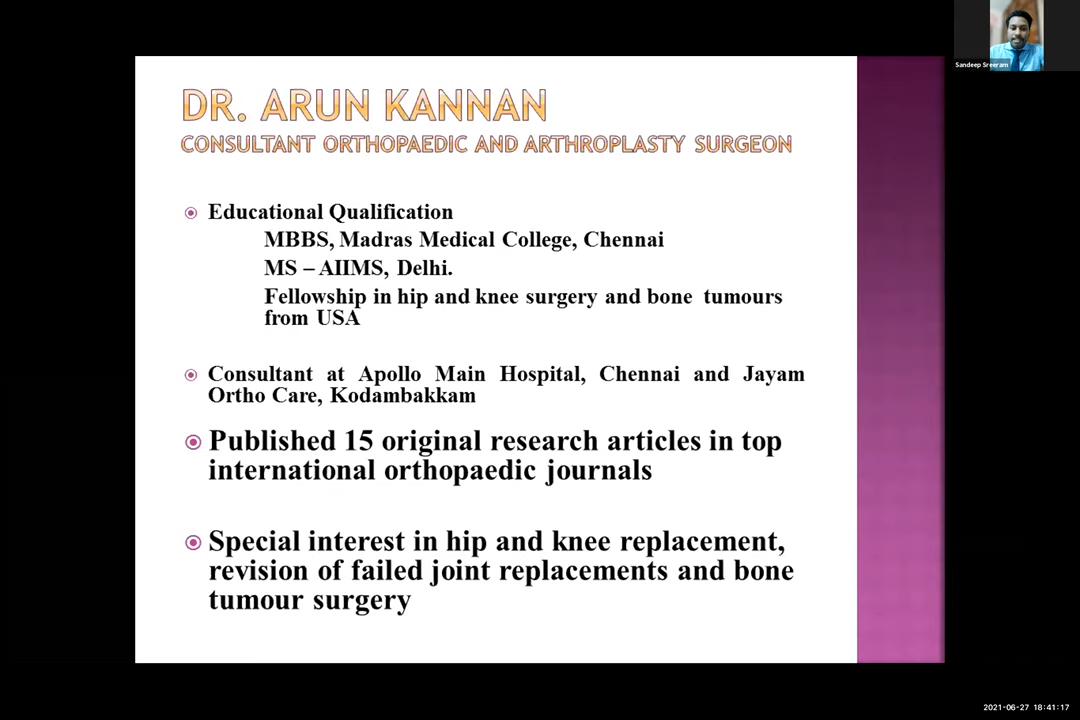 Sandeep Sreeram
DR. ARUN KANNAN
CONSULTANT ORTHOPAEDIC AND ARTHROPLASTY SURGEON
Educational Qualification
MBBS, Madras Medical College, Chennai
MS – AIIMS, Delhi.
Fellowship in hip and knee surgery and bone tumours
from USA
Consultant at Apollo Main Hospital, Chennai and Jayam
Ortho Care, Kodambakkam
Published 15 original research articles in top
international orthopaedic journals
Special interest in hip and knee replacement,
revision of failed joint replacements and bone
tumour surgery
2021-06-27 18:41:17